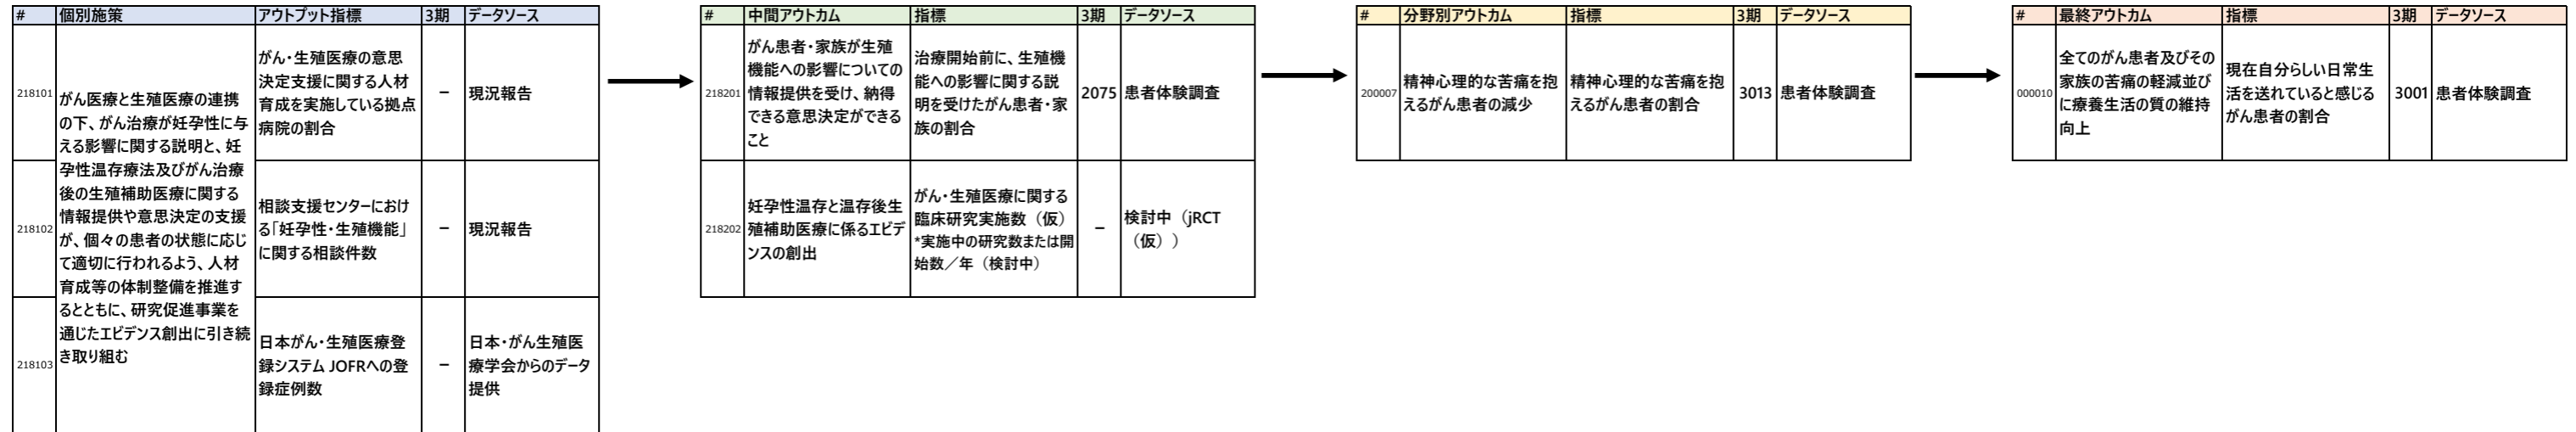 # 個別施策 アウトプット指標 3期 データソース
218101
がん医療と生殖医療の連携
の下、がん治療が妊孕性に与
える影響に関する説明と、妊
孕性温存療法及びがん治療
後の生殖補助医療に関する
情報提供や意思決定の支援
が、個々の患者の状態に応じ
て適切に行われるよう、人材
育成等の体制整備を推進す
るとともに、研究促進事業を
通じたエビデンス創出に引き続
き取り組む
がん・生殖医療の意思
決定支援に関する人材
育成を実施している拠点
病院の割合
－
現況報告
218102
相談支援センターにおけ
る「妊孕性・生殖機能」
に関する相談件数
－
現況報告
218103
日本がん・生殖医療登
録システム JOFRへの登
録症例数
－
日本・がん生殖医
療学会からのデータ
提供
# 中間アウトカム 指標 3期 データソース
218201
がん患者・家族が生殖
機能への影響についての
情報提供を受け、納得
できる意思決定ができる
こと
治療開始前に、生殖機
能への影響に関する説
明を受けたがん患者・家
族の割合
2075
患者体験調査
218202
妊孕性温存と温存後生
殖補助医療に係るエビデ
ンスの創出
がん・生殖医療に関する
臨床研究実施数（仮）
*実施中の研究数または開
始数／年（検討中）
－
検討中（jRCT
（仮））
# 分野別アウトカム 指標 3期 データソース
200007
精神心理的な苦痛を抱
えるがん患者の減少
精神心理的な苦痛を抱
えるがん患者の割合
3013
患者体験調査
# 最終アウトカム 指標 3期 データソース
000010
全てのがん患者及びその
家族の苦痛の軽減並び
に療養生活の質の維持
向上
現在自分らしい日常生
活を送れていると感じる
がん患者の割合
3001
患者体験調査